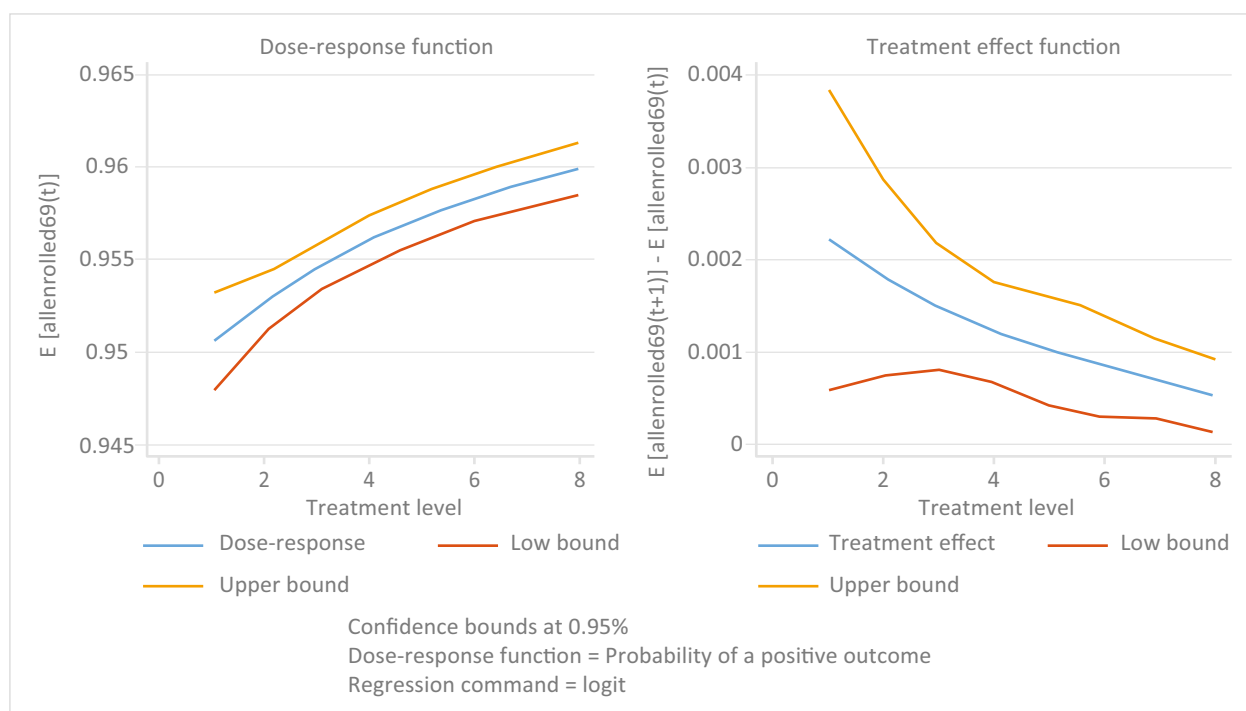 Dose-response function
E [allenrolled69(t)]
0.965
0.96
0.955
0.95
0.945
0 2 4 6 8
Treatment level
Dose-response
Low bound
Upper bound
Treatment effect function
E [allenrolled69(t+1)] - E [allenrolled69(t)]
0.004
0.003
0.002
0.001
0
0 2 4 6 8
Treatment level
Treatment effect
Low bound
Upper bound
Confidence bounds at 0.95%
Dose-response function = Probability of a positive outcome
Regression command = logit